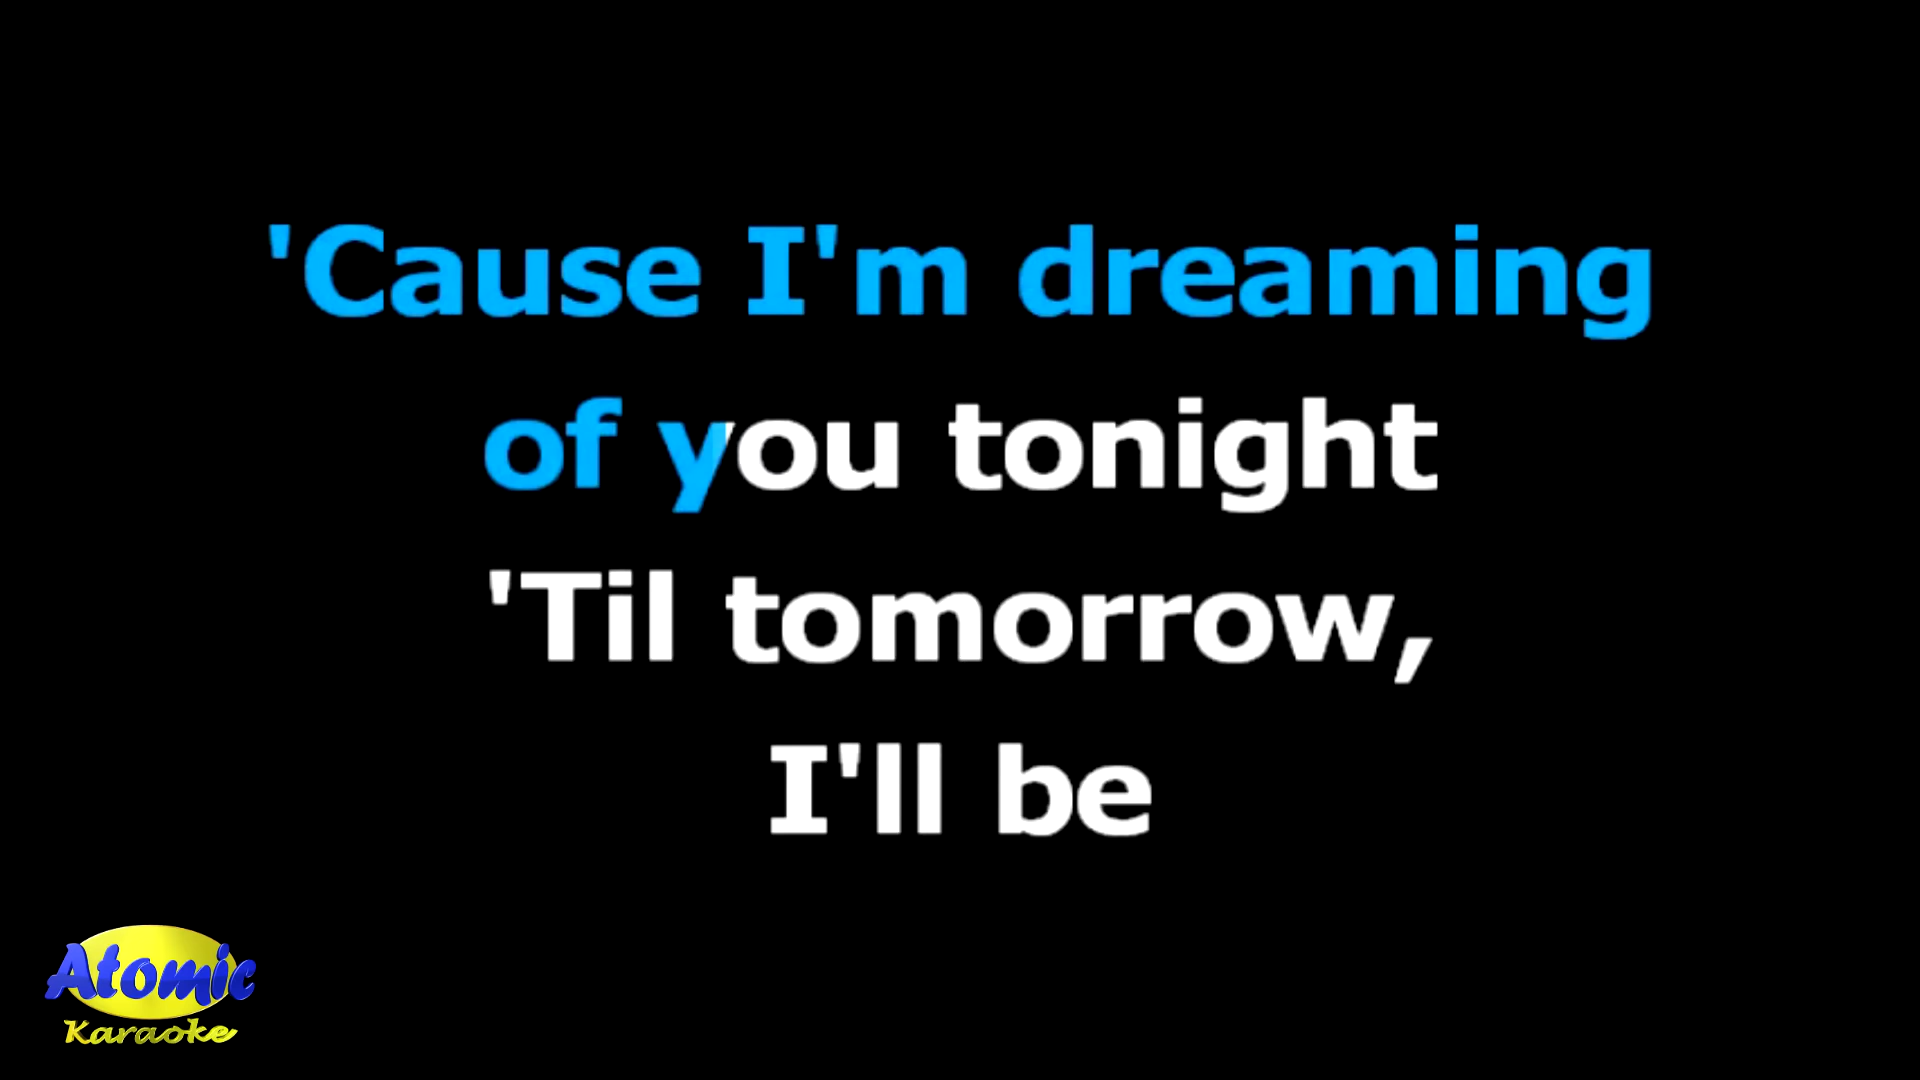 'Cause I'm dreaming
of you tonight
'Til tomorrow,
I'll be
Atomic
Karaoke